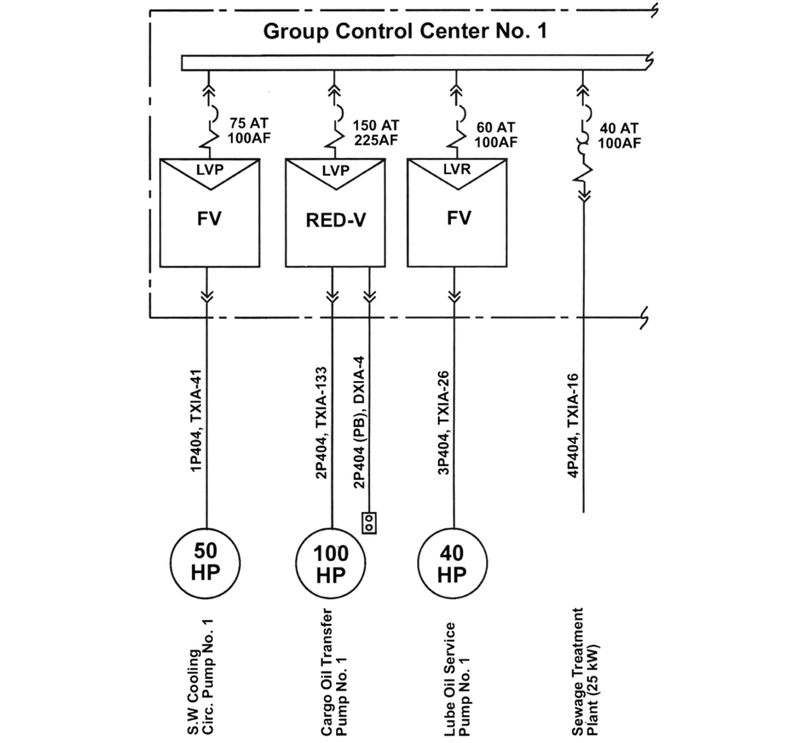 Group Control Center No. 1
75 AT
100AF
150 AT
225AF
60 AT
100AF
40 AT
100AF
LVP
LVP
LVR
FV
RED-V
FV
1P404, TXIA-41
2P404, TXIA-133
2P404 (PB), DXIA-4
3P404, TXIA-26
4P404, TXIA-16
50
HP
100
HP
40
HP
S.W Cooling
Circ. Pump No. 1
Cargo Oil Transfer
Pump No. 1
Lube Oil Service
Pump No. 1
Sewage Treatment
Plant (25 kW)